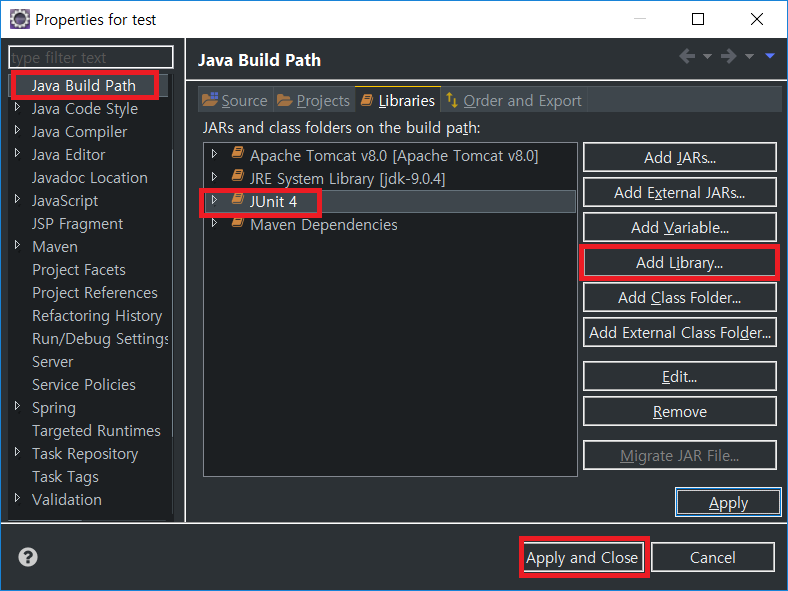 Properties for test
type filter text
Java Build Path
Java Code Style
Java Compiler
Java Editor
Javadoc Location
JavaScript
JSP Fragment
Maven
Project Facets
Project References
Refactoring History
Run/Debug Settings
Server
Service Policies
Spring
Targeted Runtimes
Task Repository
Task Tags
Validation
Java Build Path
Source Projects Libraries Order and Export
JARs and class folders on the build path:
Apache Tomcat v8.0 [Apache Tomcat v8.0]
JRE System Library [jdk-9.0.4]
JUnit 4
Maven Dependencies
Add JARs...
Add External JARs...
Add Variable...
Add Library...
Add Class Folder...
Add External Class Folder...
Edit...
Remove
Migrate JAR File...
Apply
?
Apply and Close
Cancel